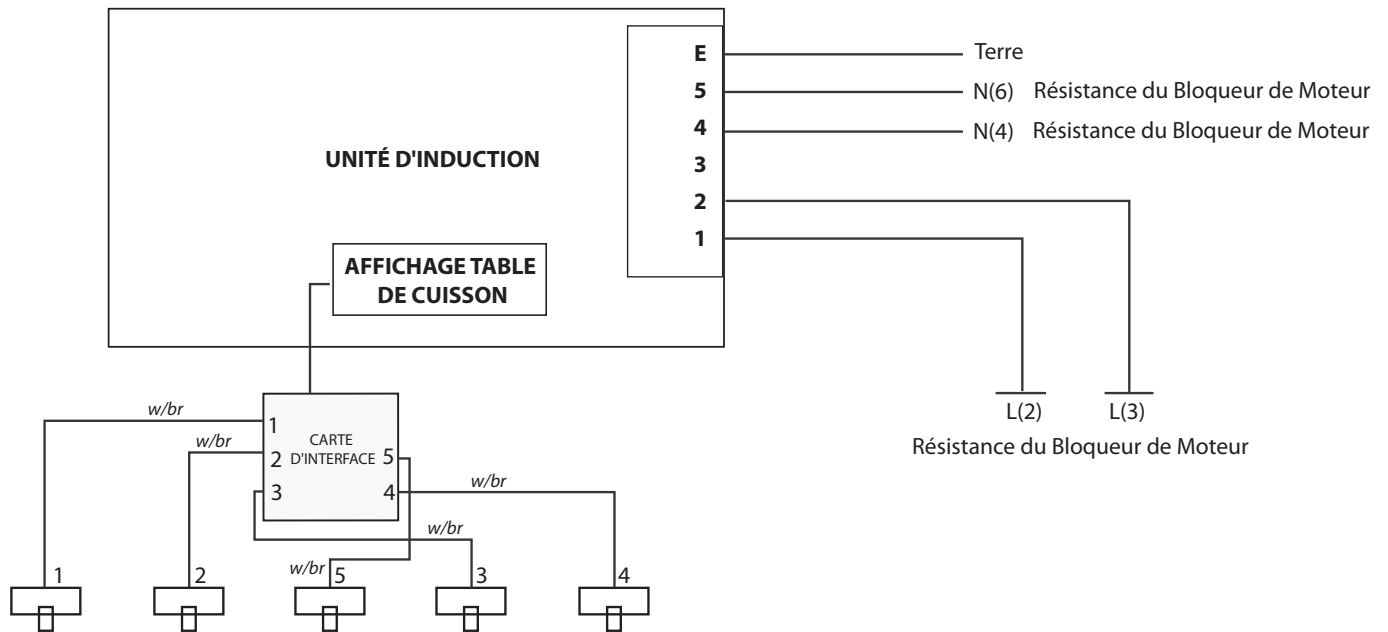 E
Terre
5
N(6) Résistance du Bloqueur de Moteur
4
N(4) Résistance du Bloqueur de Moteur
UNITÉ D'INDUCTION
3
2
1
AFFICHAGE TABLE
DE CUISSON
L(2)
L(3)
Résistance du Bloqueur de Moteur
w/br
1
w/br
CARTE
D'INTERFACE
2
5
3
4
w/br
w/br
w/br
1
2
5
3
4